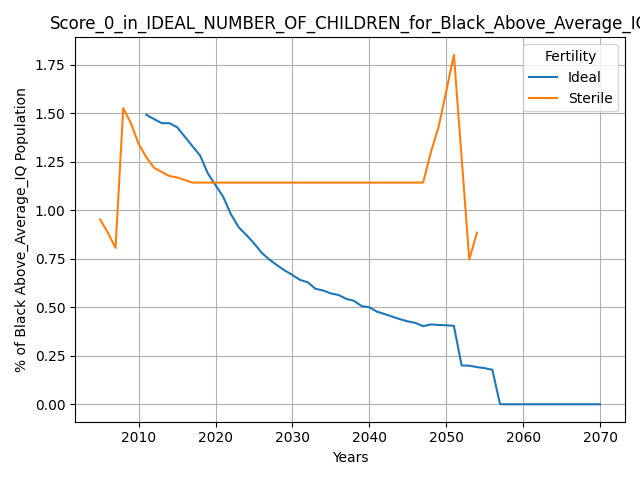 Score_0_in_IDEAL_NUMBER_OF_CHILDREN_for_Black_Above_Average_IQ
Fertility
Ideal
Sterile
% of Black Above_Average_IQ Population
1.75
1.50
1.25
1.00
0.75
0.50
0.25
0.00
2010 2020 2030 2040 2050 2060 2070
Years